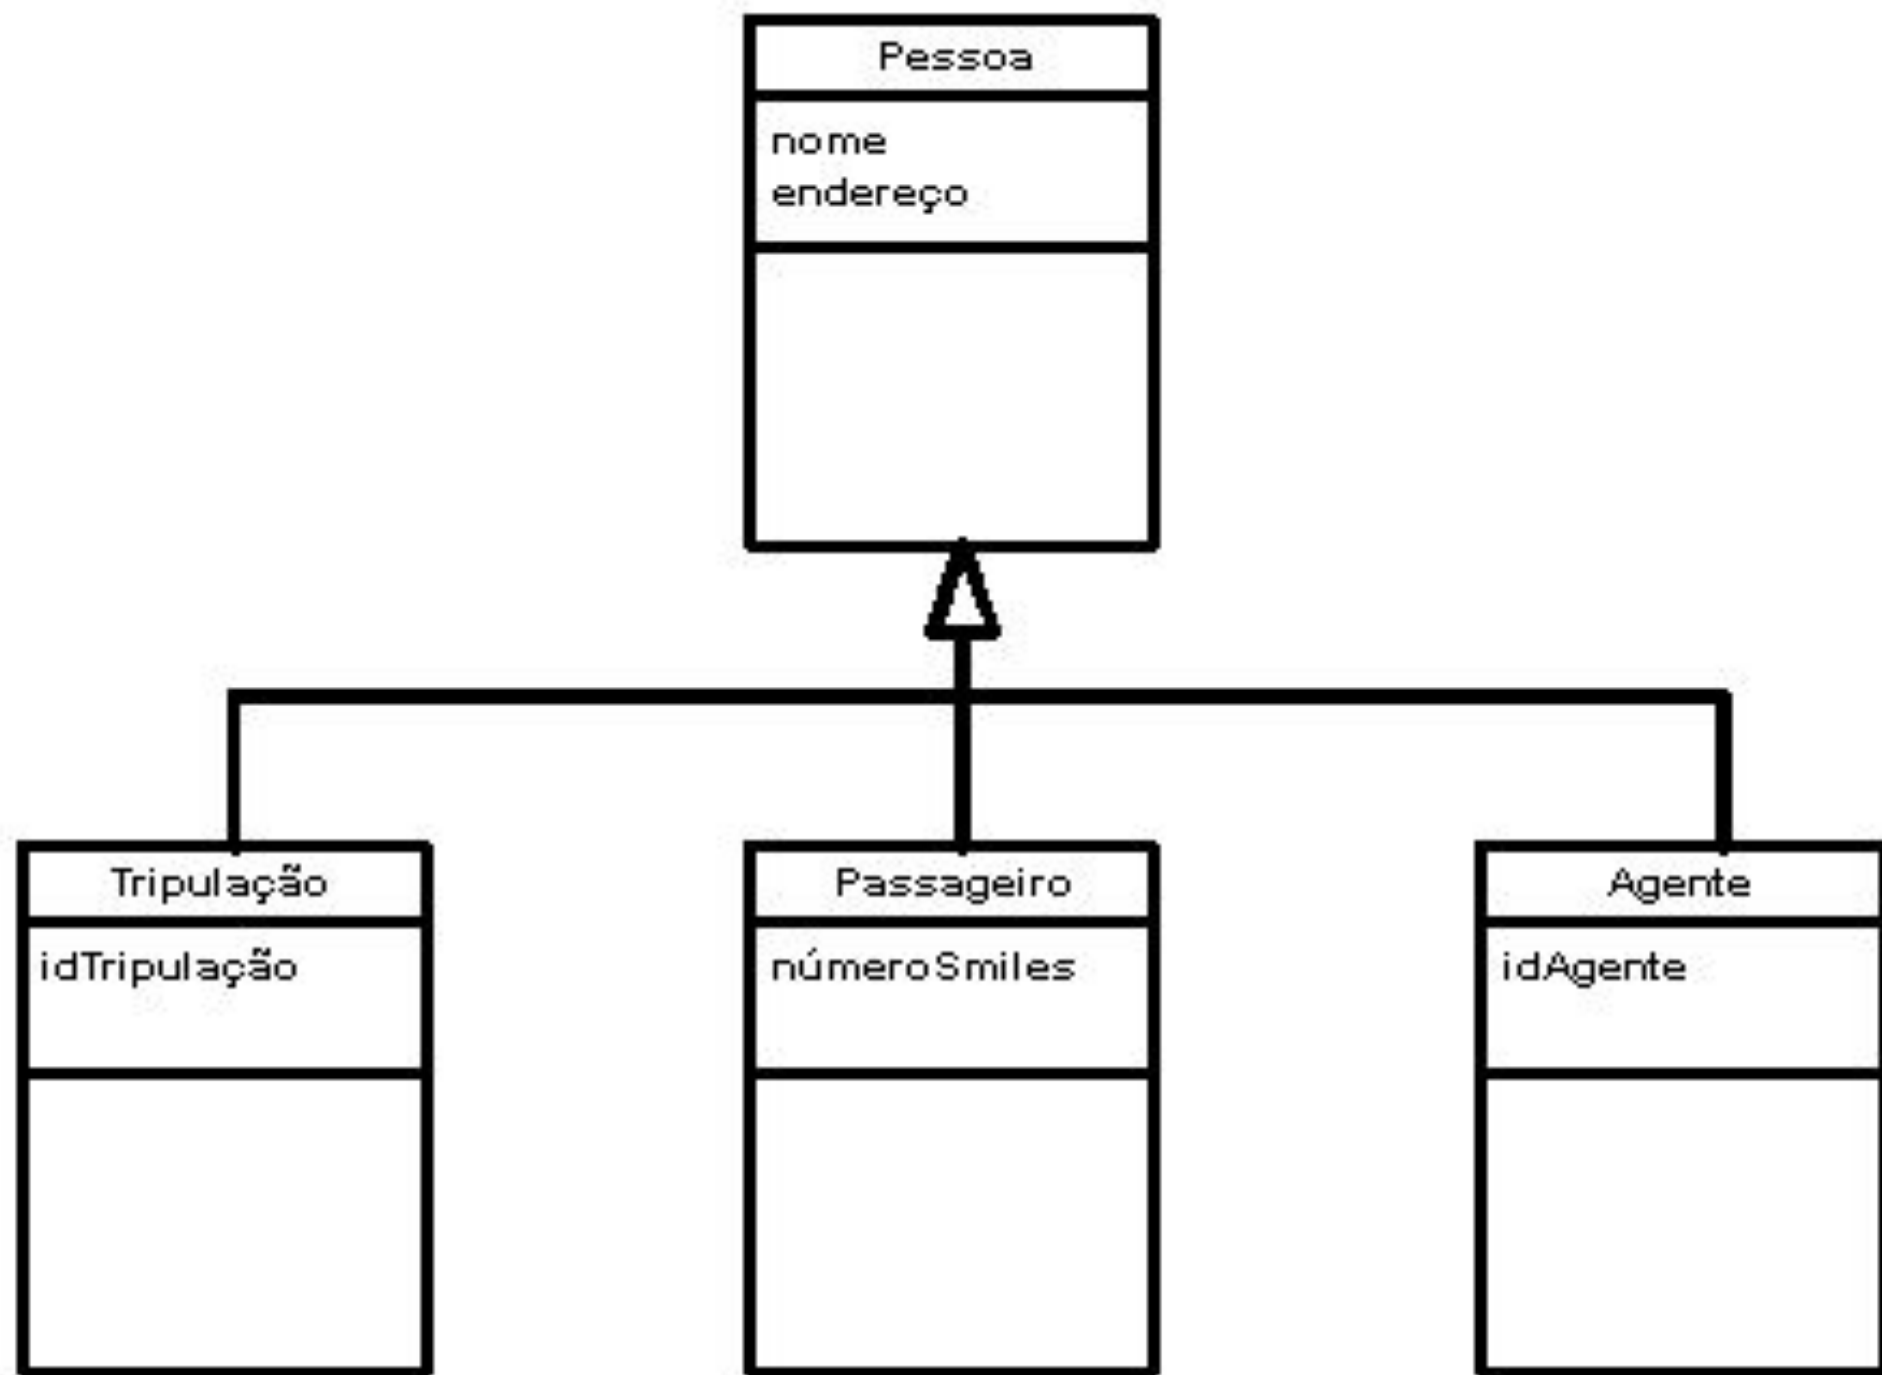 Pessoa
nome
endereço
Tripulação
idTripulação
Passageiro
númeroSmiles
Agente
idAgente